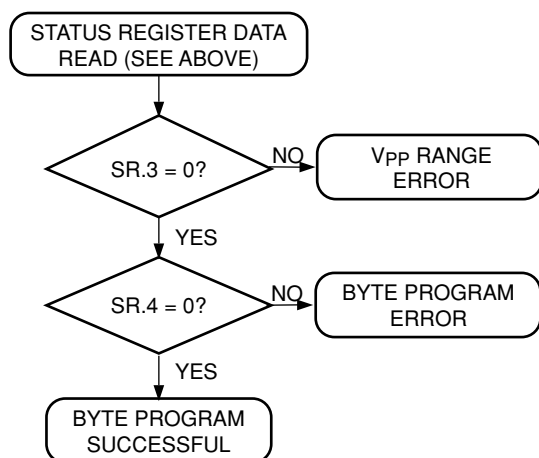 STATUS REGISTER DATA
READ (SEE ABOVE)
SR.3 = 0?
NO
VPP RANGE
ERROR
YES
SR.4 = 0?
NO
BYTE PROGRAM
ERROR
YES
BYTE PROGRAM
SUCCESSFUL